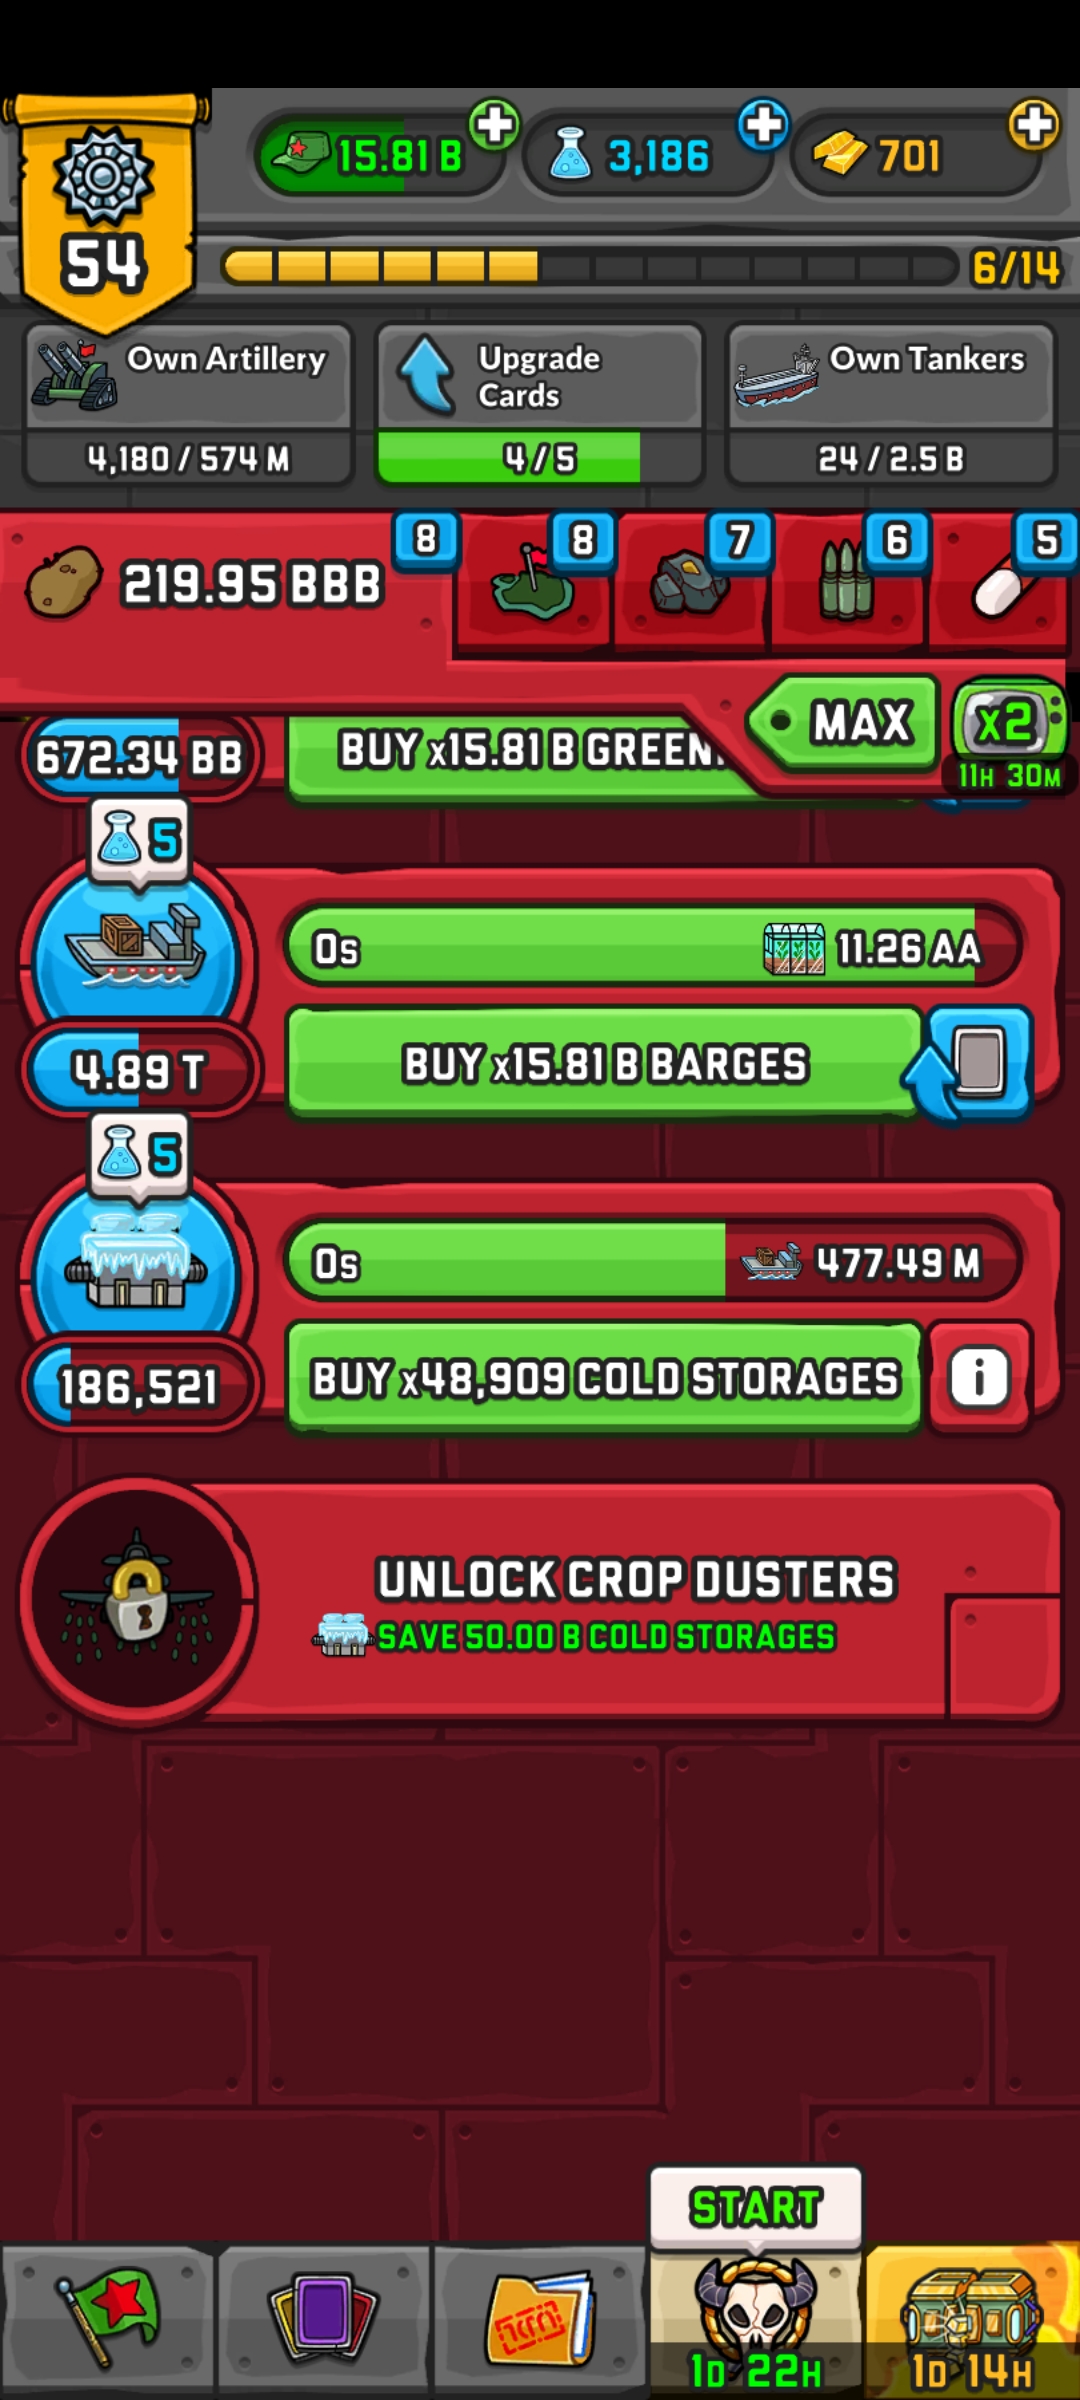 54
15.81 B
3,186
701
6/14
Own Artillery
4,180 / 574 M
Upgrade
Cards
4 / 5
Own Tankers
24 / 2.5 B
219.95 BBB
8
8
7
6
5
MAX
x2
11H 30M
672.34 BB
BUY x15.81 B GREEN
5
0s
11.26 AA
4.89 T
BUY x15.81 B BARGES
5
0s
477.49 M
186,521
BUY x48,909 COLD STORAGES
i
UNLOCK CROP DUSTERS
SAVE 50.00 B COLD STORAGES
START
1D 22H
1D 14H